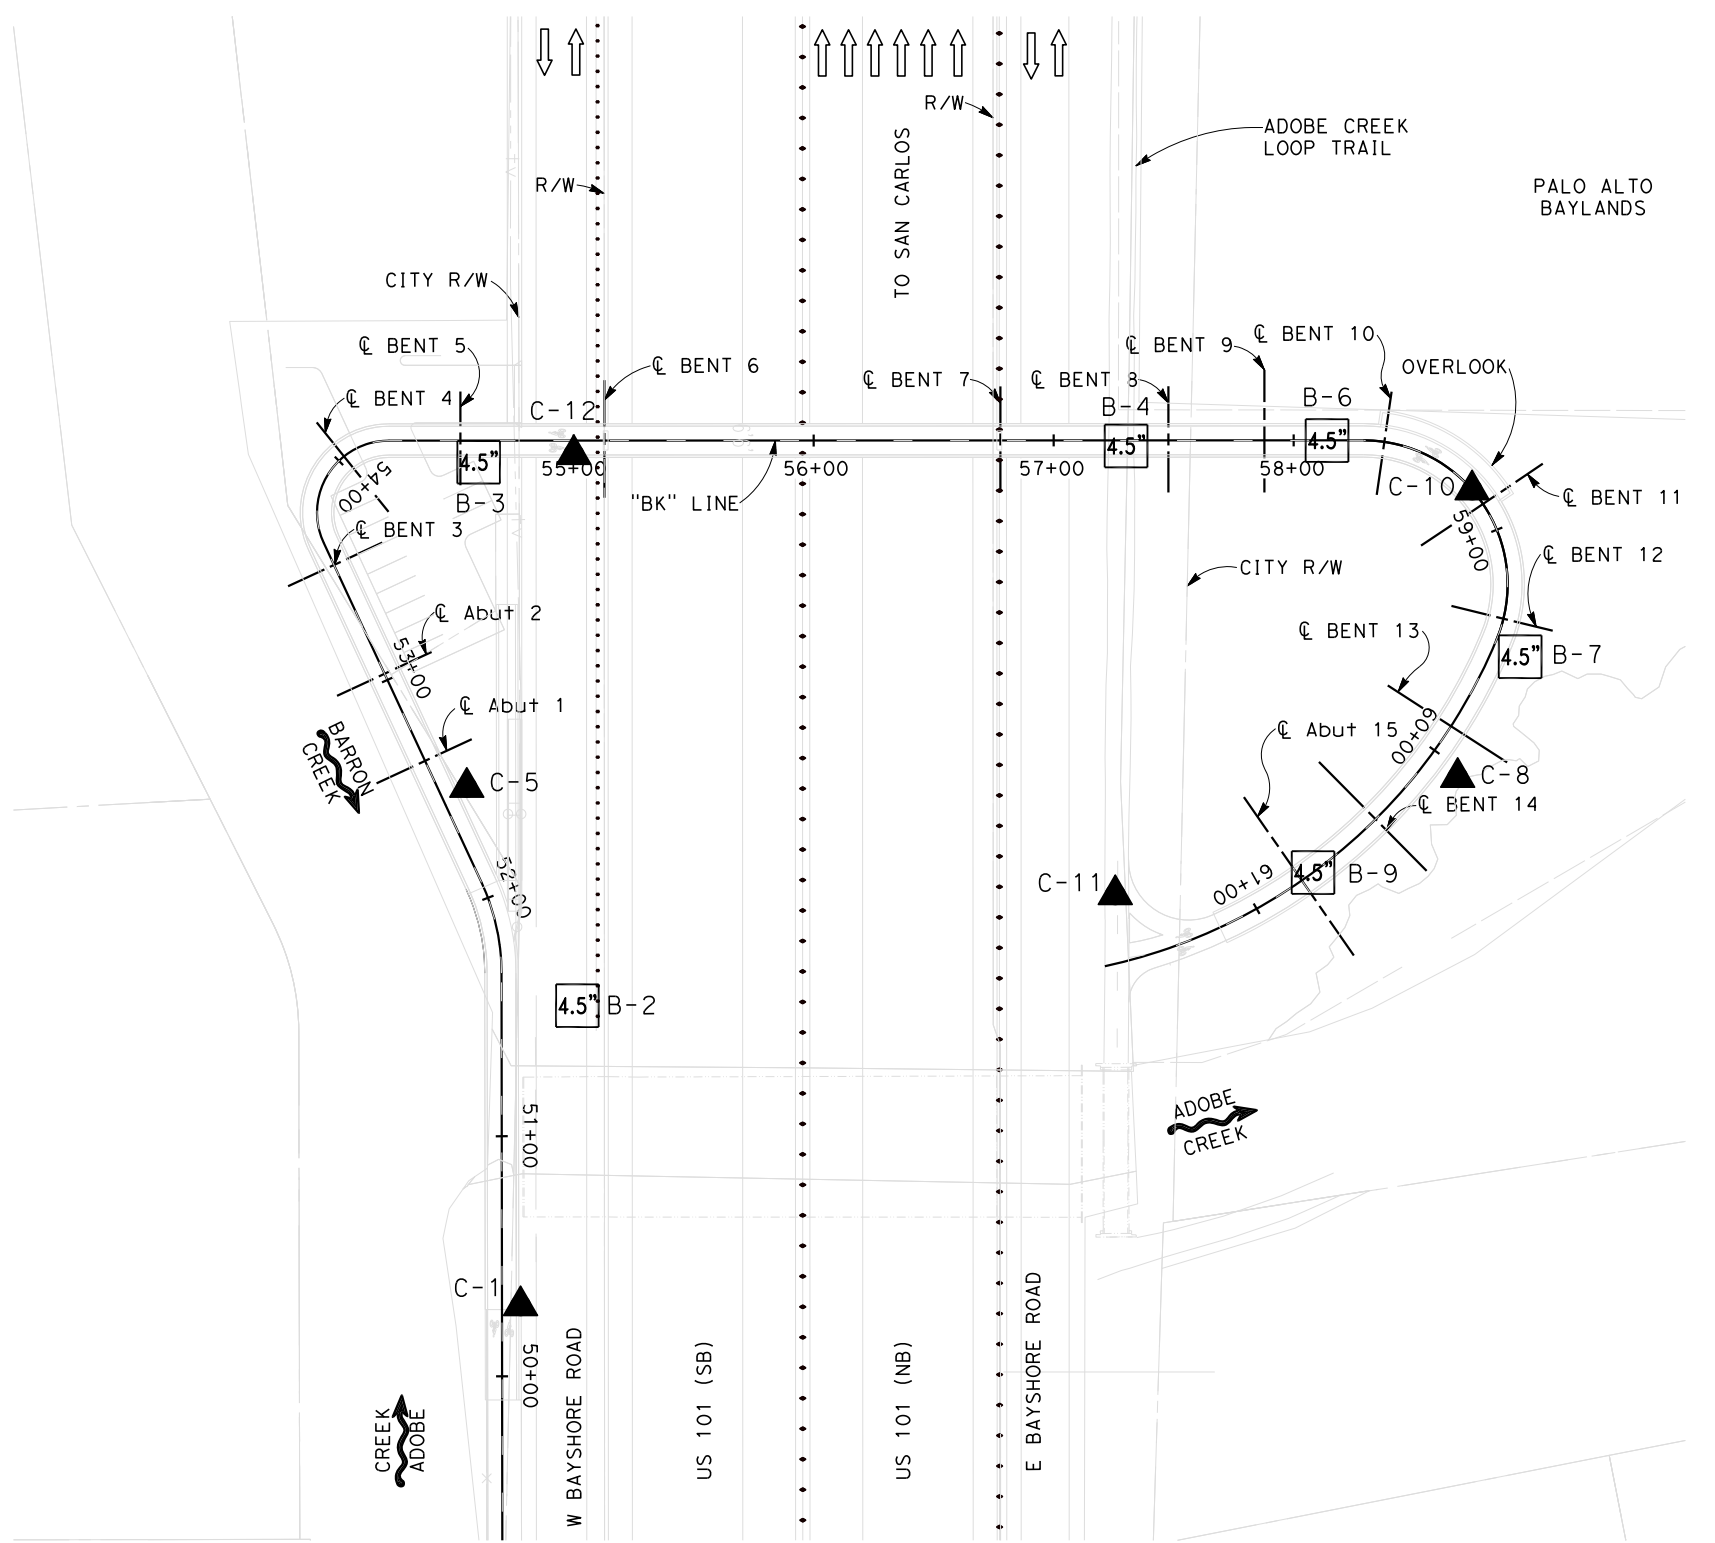 R/W
ADOBE CREEK
LOOP TRAIL
TO SAN CARLOS
R/W
PALO ALTO
BAYLANDS
CITY R/W
℄ BENT 5
℄ BENT 6
℄ BENT 7
℄ BENT 8
℄ BENT 9
℄ BENT 10
OVERLOOK
℄ BENT 4
C-12
B-4
B-6
4.5"
4.5"
4.5"
54+00
55+00
56+00
57+00
58+00
C-10
℄ BENT 11
B-3
"BK" LINE
℄ BENT 3
59+00
℄ BENT 12
CITY R/W
℄ Abut 2
53+00
℄ BENT 13
4.5"
B-7
℄ Abut 1
℄ Abut 15
60+00
BARRON
CREEK
C-5
C-8
℄ BENT 14
52+00
C-11
61+00
4.5"
B-9
4.5"
B-2
51+00
ADOBE
CREEK
C-1
50+00
CREEK
ADOBE
W BAYSHORE ROAD
US 101 (SB)
US 101 (NB)
E BAYSHORE ROAD